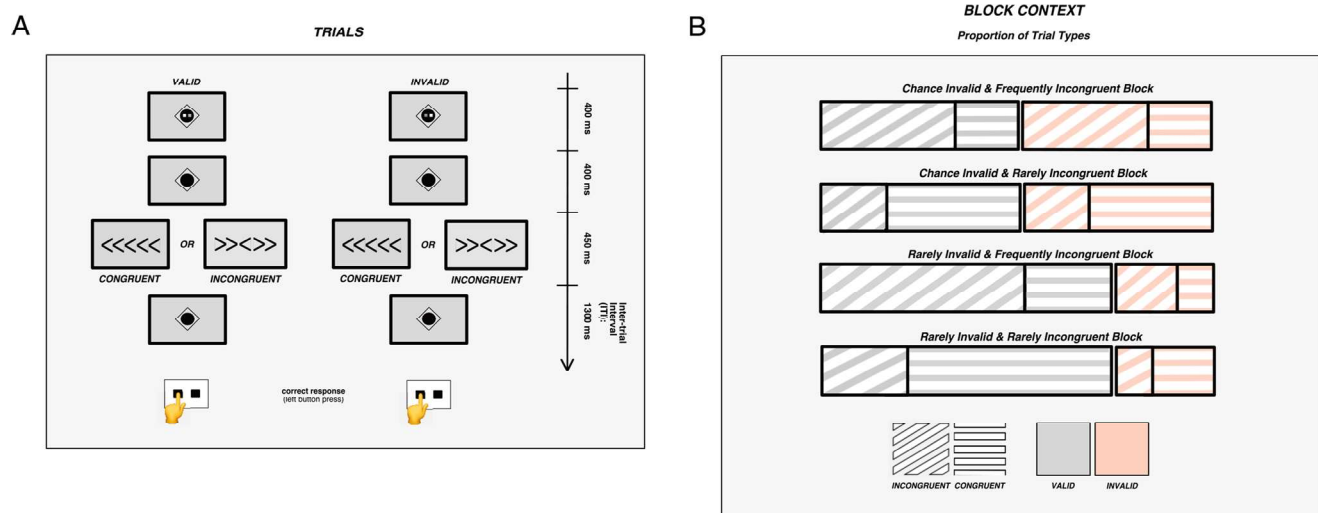 A
TRIALS
VALID
INVALID
400 ms
400 ms
<<<<<
OR
>><>>
<<<<<
OR
>><>>
450 ms
CONGRUENT
INCONGRUENT
CONGRUENT
INCONGRUENT
Inter-trial
Interval
(ITI):
1300 ms
correct response
(left button press)
B
BLOCK CONTEXT
Proportion of Trial Types
Chance Invalid & Frequently Incongruent Block
Chance Invalid & Rarely Incongruent Block
Rarely Invalid & Frequently Incongruent Block
Rarely Invalid & Rarely Incongruent Block
INCONGRUENT
CONGRUENT
VALID
INVALID